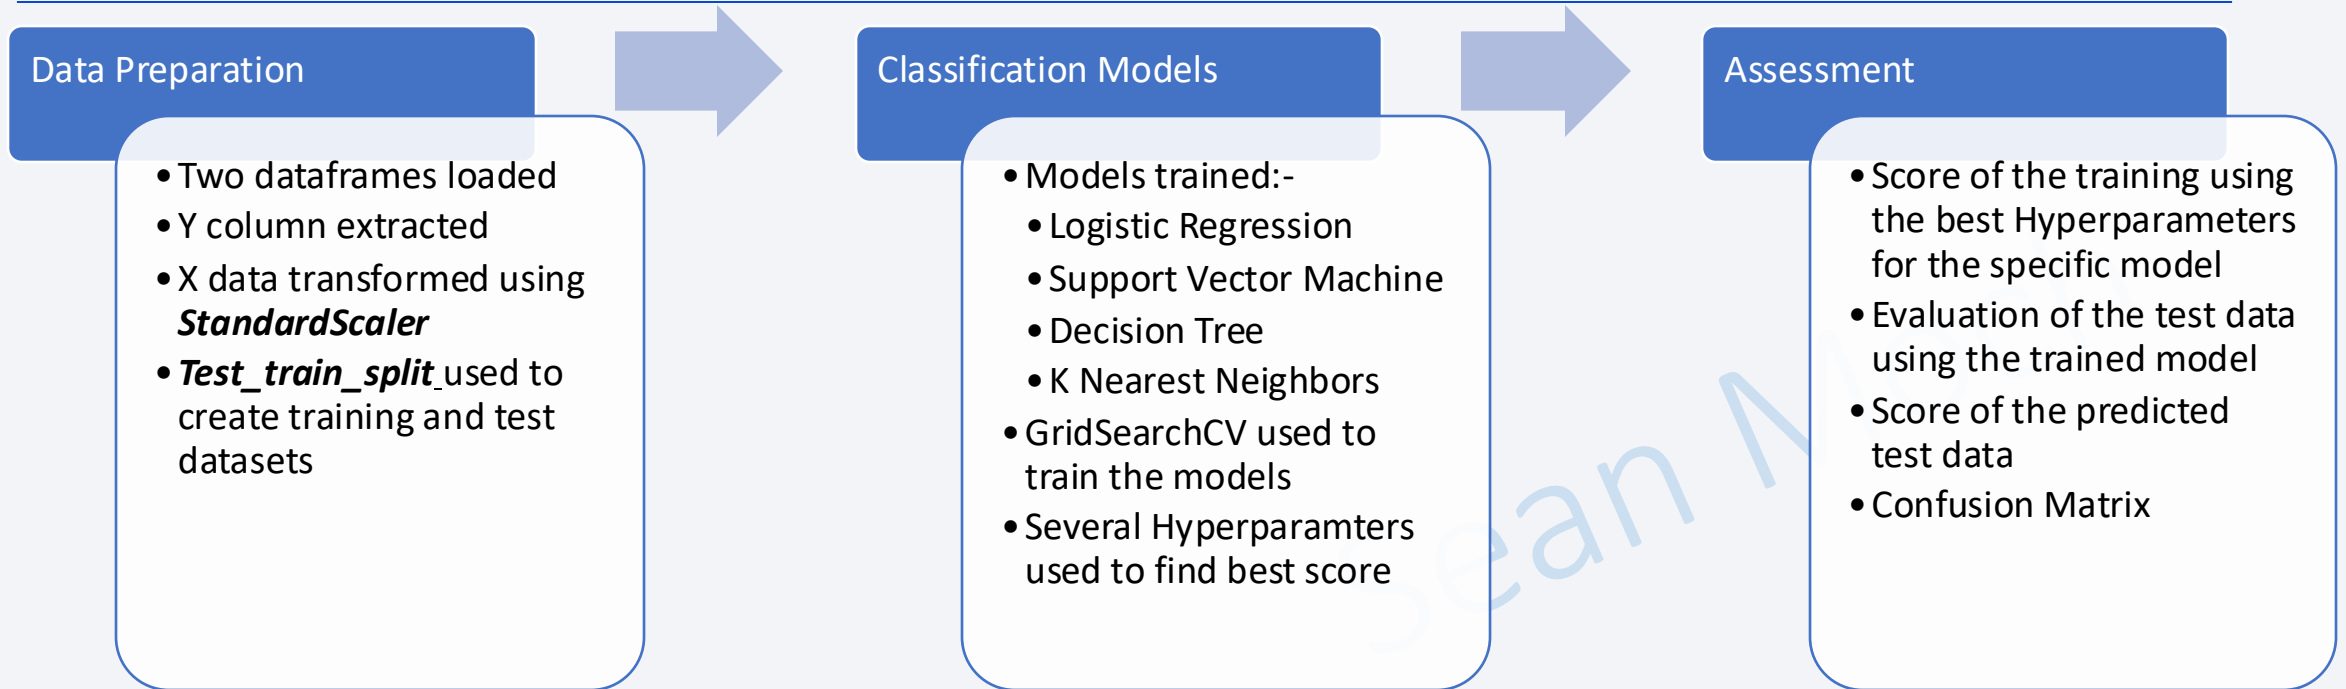 Data Preparation
•Two dataframes loaded
•Y column extracted
•X data transformed using
StandardScaler
•Test_train_split used to
create training and test
datasets
Classification Models
•Models trained:-
•Logistic Regression
•Support Vector Machine
•Decision Tree
•K Nearest Neighbors
•GridSearchCV used to
train the models
•Several Hyperparamters
used to find best score
Assessment
•Score of the training using
the best Hyperparameters
for the specific model
•Evaluation of the test data
using the trained model
•Score of the predicted
test data
•Confusion Matrix
Sean